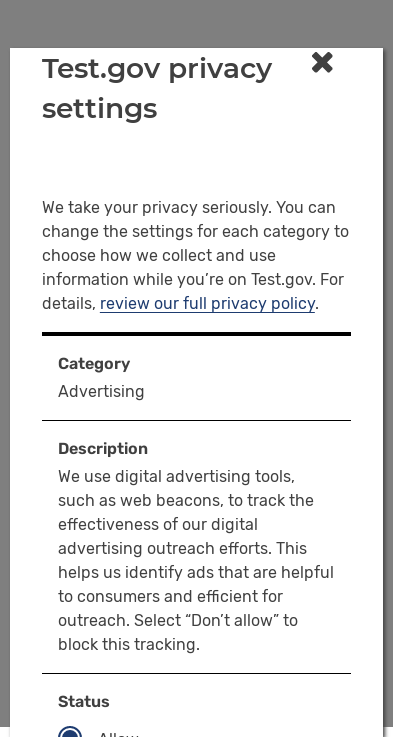 Test.gov privacy
settings
We take your privacy seriously. You can
change the settings for each category to
choose how we collect and use
information while you’re on Test.gov. For
details, review our full privacy policy.
Category
Advertising
Description
We use digital advertising tools,
such as web beacons, to track the
effectiveness of our digital
advertising outreach efforts. This
helps us identify ads that are helpful
to consumers and efficient for
outreach. Select “Don’t allow” to
block this tracking.
Status
Allow